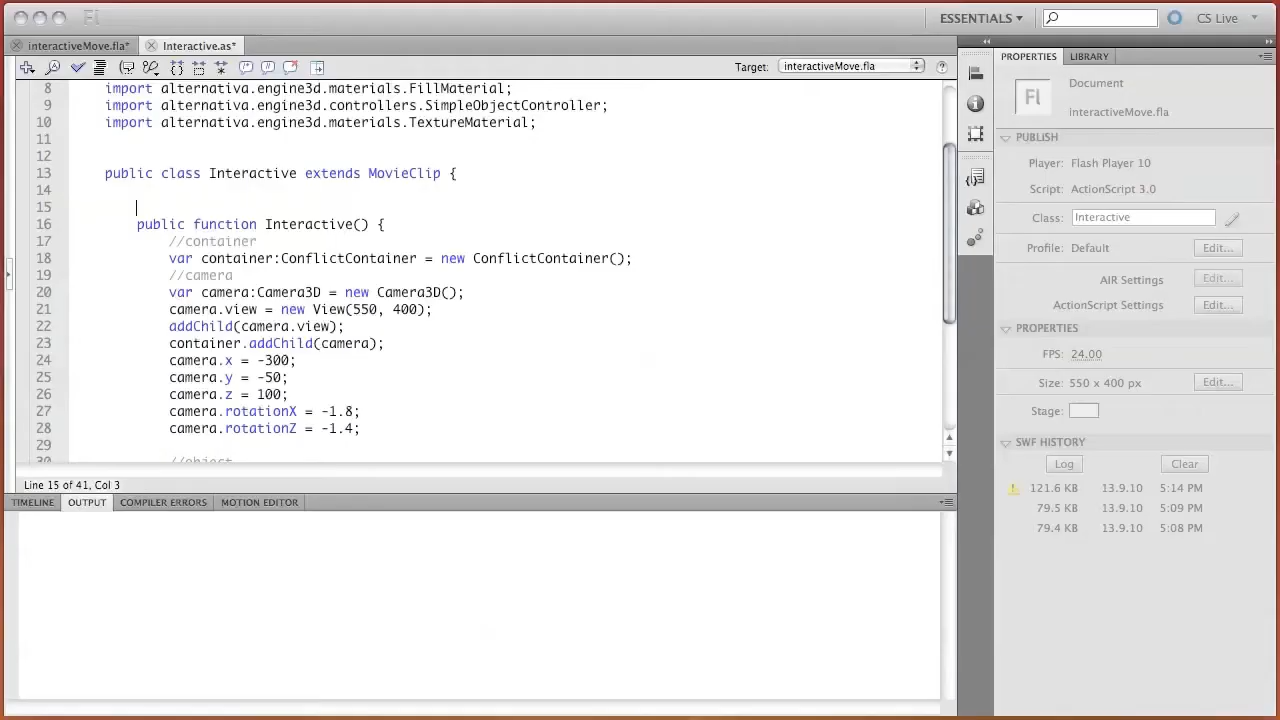 Fl
ESSENTIALS
CS Live
interactiveMove.fla*
Interactive.as*
Target: interactiveMove.fla
8 import alternativa.engine3d.materials.FillMaterial;
9 import alternativa.engine3d.controllers.SimpleObjectController;
10 import alternativa.engine3d.materials.TextureMaterial;
11
12
13 public class Interactive extends MovieClip {
14
15
16 public function Interactive() {
17 //container
18 var container:ConflictContainer = new ConflictContainer();
19 //camera
20 var camera:Camera3D = new Camera3D();
21 camera.view = new View(550, 400);
22 addChild(camera.view);
23 container.addChild(camera);
24 camera.x = -300;
25 camera.y = -50;
26 camera.z = 100;
27 camera.rotationX = -1.8;
28 camera.rotationZ = -1.4;
29
30 //object
Line 15 of 41, Col 3
TIMELINE
OUTPUT
COMPILER ERRORS
MOTION EDITOR
PROPERTIES
LIBRARY
Fl
Document
interactiveMove.fla
PUBLISH
Player: Flash Player 10
Script: ActionScript 3.0
Class: Interactive
Profile: Default Edit...
AIR Settings Edit...
ActionScript Settings Edit...
PROPERTIES
FPS: 24.00
Size: 550 x 400 px Edit...
Stage:
SWF HISTORY
Log Clear
121.6 KB 13.9.10 5:14 PM
79.5 KB 13.9.10 5:09 PM
79.4 KB 13.9.10 5:08 PM